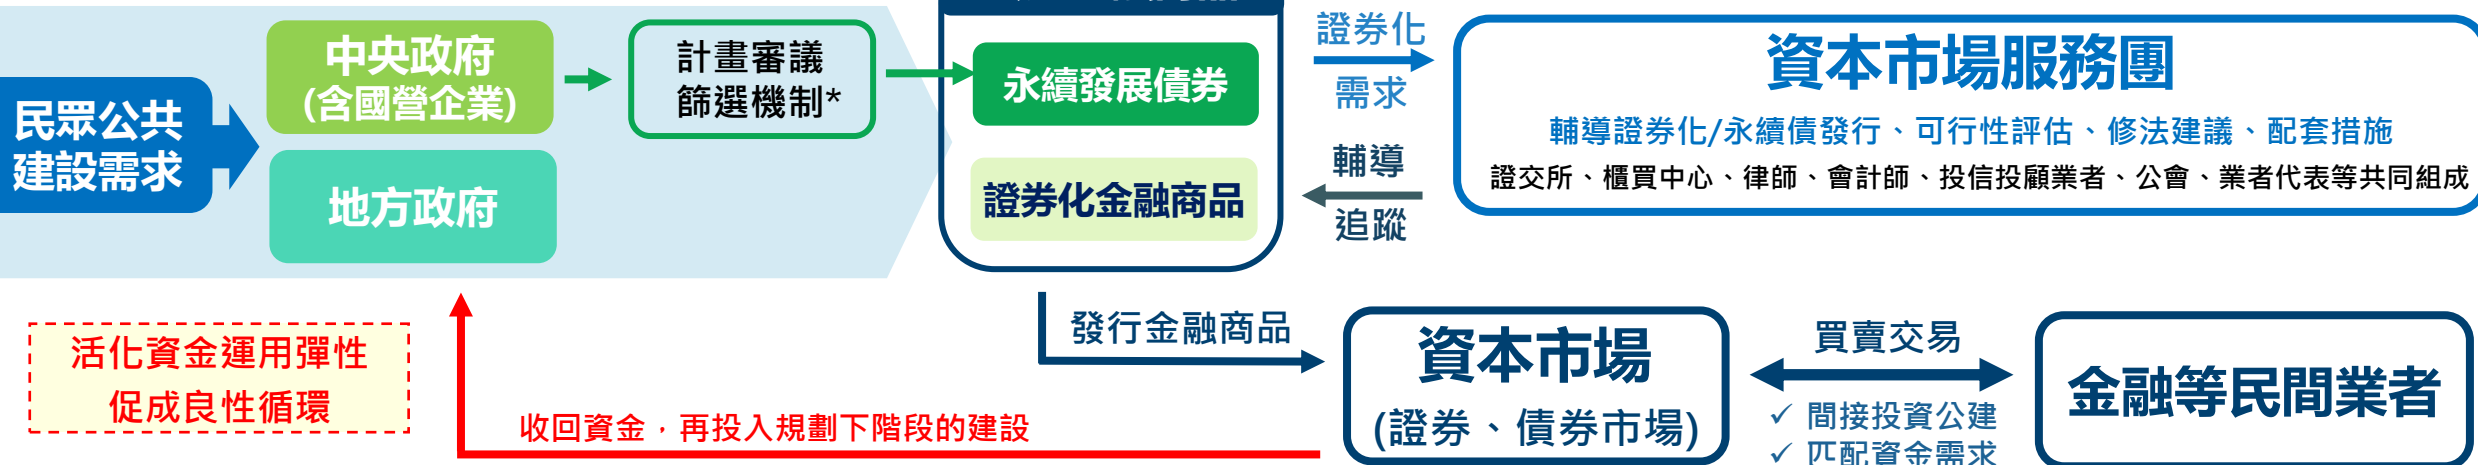 民眾公共
建設需求
中央政府
(含國營企業)
地方政府
計畫審議
篩選機制*
永續發展債券
證券化金融商品
證券化
需求
輔導
追蹤
資本市場服務團
輔導證券化/永續債發行、可行性評估、修法建議、配套措施
證交所、櫃買中心、律師、會計師、投信投顧業者、公會、業者代表等共同組成
活化資金運用彈性
促成良性循環
收回資金，再投入規劃下階段的建設
發行金融商品
資本市場
(證券、債券市場)
買賣交易
✓ 間接投資公建
✓ 匹配資金需求
金融等民間業者